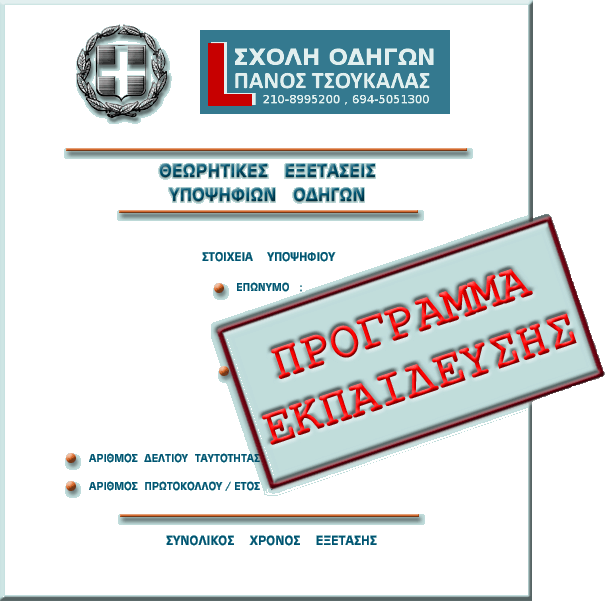 ΣΧΟΛΗ ΟΔΗΓΩΝ
ΠΑΝΟΣ ΤΣΟΥΚΑΛΑΣ
210-8995200 , 694-5051300
ΘΕΩΡΗΤΙΚΕΣ ΕΞΕΤΑΣΕΙΣ
ΥΠΟΨΗΦΙΩΝ ΟΔΗΓΩΝ
ΣΤΟΙΧΕΙΑ ΥΠΟΨΗΦΙΟΥ
ΕΠΩΝΥΜΟ :
ΠΡΟΓΡΑΜΜΑ
ΕΚΠΑΙΔΕΥΣΗΣ
ΑΡΙΘΜΟΣ ΔΕΛΤΙΟΥ ΤΑΥΤΟΤΗΤΑΣ
ΑΡΙΘΜΟΣ ΠΡΩΤΟΚΟΛΛΟΥ / ΕΤΟΣ
ΣΥΝΟΛΙΚΟΣ ΧΡΟΝΟΣ ΕΞΕΤΑΣΗΣ